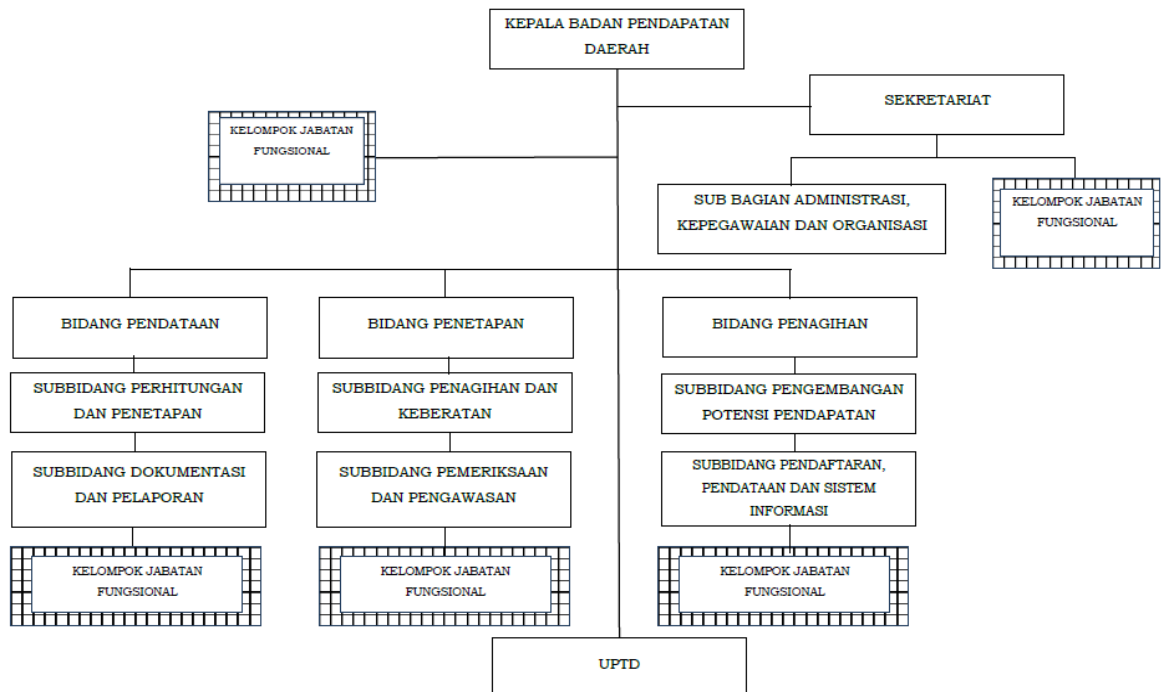 KEPALA BADAN PENDAPATAN
DAERAH
SEKRETARIAT
KELOMPOK JABATAN
FUNGSIONAL
SUB BAGIAN ADMINISTRASI,
KEPEGAWAIAN DAN ORGANISASI
KELOMPOK JABATAN
FUNGSIONAL
BIDANG PENDATAAN
BIDANG PENETAPAN
BIDANG PENAGIHAN
SUBBIDANG PERHITUNGAN
DAN PENETAPAN
SUBBIDANG PENAGIHAN DAN
KEBERATAN
SUBBIDANG PENGEMBANGAN
POTENSI PENDAPATAN
SUBBIDANG DOKUMENTASI
DAN PELAPORAN
SUBBIDANG PEMERIKSAAN
DAN PENGAWASAN
SUBBIDANG PENDAFTARAN,
PENDATAAN DAN SISTEM
INFORMASI
KELOMPOK JABATAN
FUNGSIONAL
KELOMPOK JABATAN
FUNGSIONAL
KELOMPOK JABATAN
FUNGSIONAL
UPTD